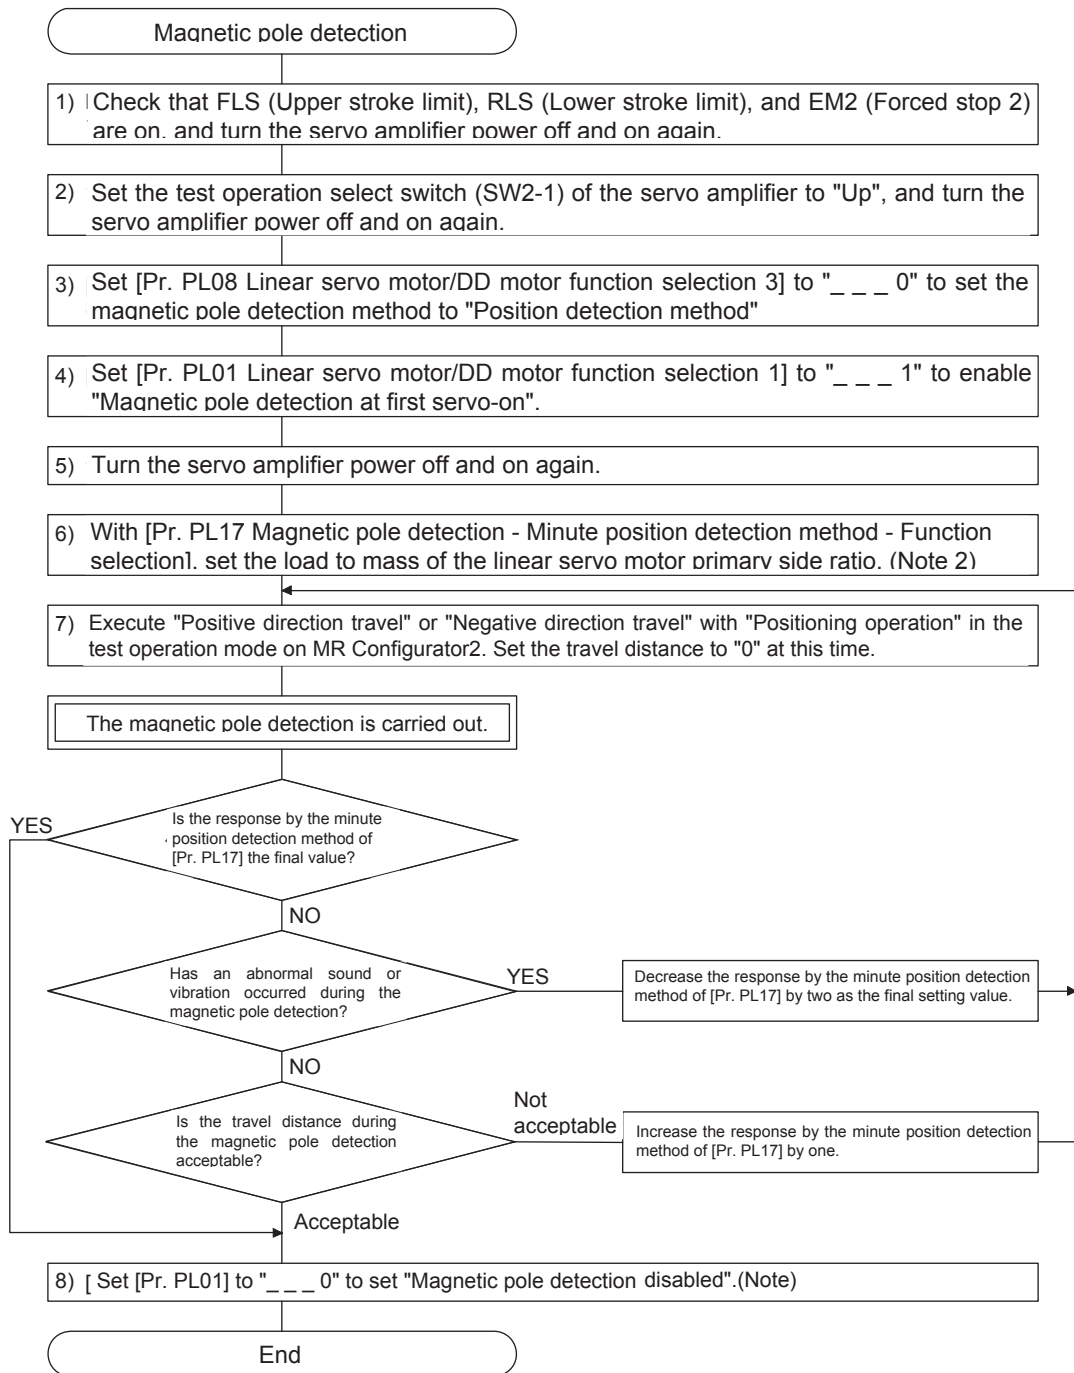 Magnetic pole detection
1) Check that FLS (Upper stroke limit), RLS (Lower stroke limit), and EM2 (Forced stop 2)
are on. and turn the servo amplifier power off and on again.
2) Set the test operation select switch (SW2-1) of the servo amplifier to "Up", and turn the
servo amplifier power off and on again.
3) Set [Pr. PL08 Linear servo motor/DD motor function selection 3] to "_ _ _ 0" to set the
magnetic pole detection method to "Position detection method"
4) Set [Pr. PL01 Linear servo motor/DD motor function selection 1] to "_ _ _ 1" to enable
"Magnetic pole detection at first servo-on".
5) Turn the servo amplifier power off and on again.
6) With [Pr. PL17 Magnetic pole detection - Minute position detection method - Function
selection]. set the load to mass of the linear servo motor primary side ratio. (Note 2)
7) Execute "Positive direction travel" or "Negative direction travel" with "Positioning operation" in the
test operation mode on MR Configurator2. Set the travel distance to "0" at this time.
The magnetic pole detection is carried out.
YES
Is the response by the minute
position detection method of
[Pr. PL17] the final value?
NO
Has an abnormal sound or
vibration occurred during the
magnetic pole detection?
YES
Decrease the response by the minute position detection
method of [Pr. PL17] by two as the final setting value.
NO
Is the travel distance during
the magnetic pole detection
acceptable?
Not
acceptable
Increase the response by the minute position detection
method of [Pr. PL17] by one.
Acceptable
8) [ Set [Pr. PL01] to "_ _ _ 0" to set "Magnetic pole detection disabled".(Note)
End